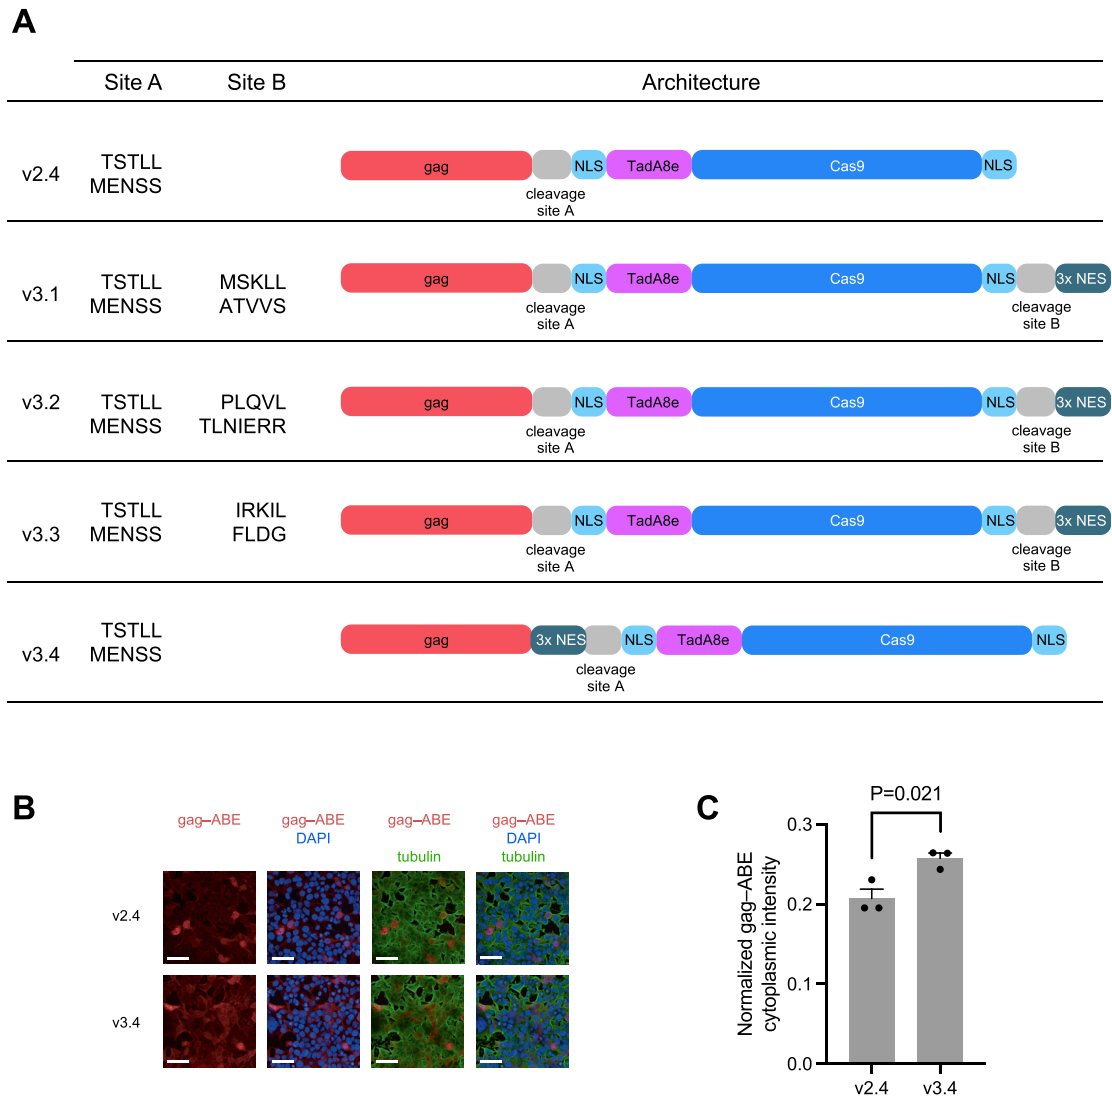 A
Site A Site B Architecture
v2.4
TSTLL
MENSS
gag NLS TadA8e Cas9 NLS
cleavage
site A
v3.1
TSTLL
MENSS
MSKLL
ATVVS
gag NLS TadA8e Cas9 NLS 3x NES
cleavage
site A
cleavage
site B
v3.2
TSTLL
MENSS
PLQVL
TLNIERR
gag NLS TadA8e Cas9 NLS 3x NES
cleavage
site A
cleavage
site B
v3.3
TSTLL
MENSS
IRKIL
FLDG
gag NLS TadA8e Cas9 NLS 3x NES
cleavage
site A
cleavage
site B
v3.4
TSTLL
MENSS
gag 3x NES NLS TadA8e Cas9 NLS
cleavage
site A
B
gag–ABE
gag–ABE
DAPI
gag–ABE
tubulin
gag–ABE
DAPI
tubulin
v2.4
v3.4
C
P=0.021
Normalized gag–ABE
cytoplasmic intensity
0.3
0.2
0.1
0.0
v2.4 v3.4